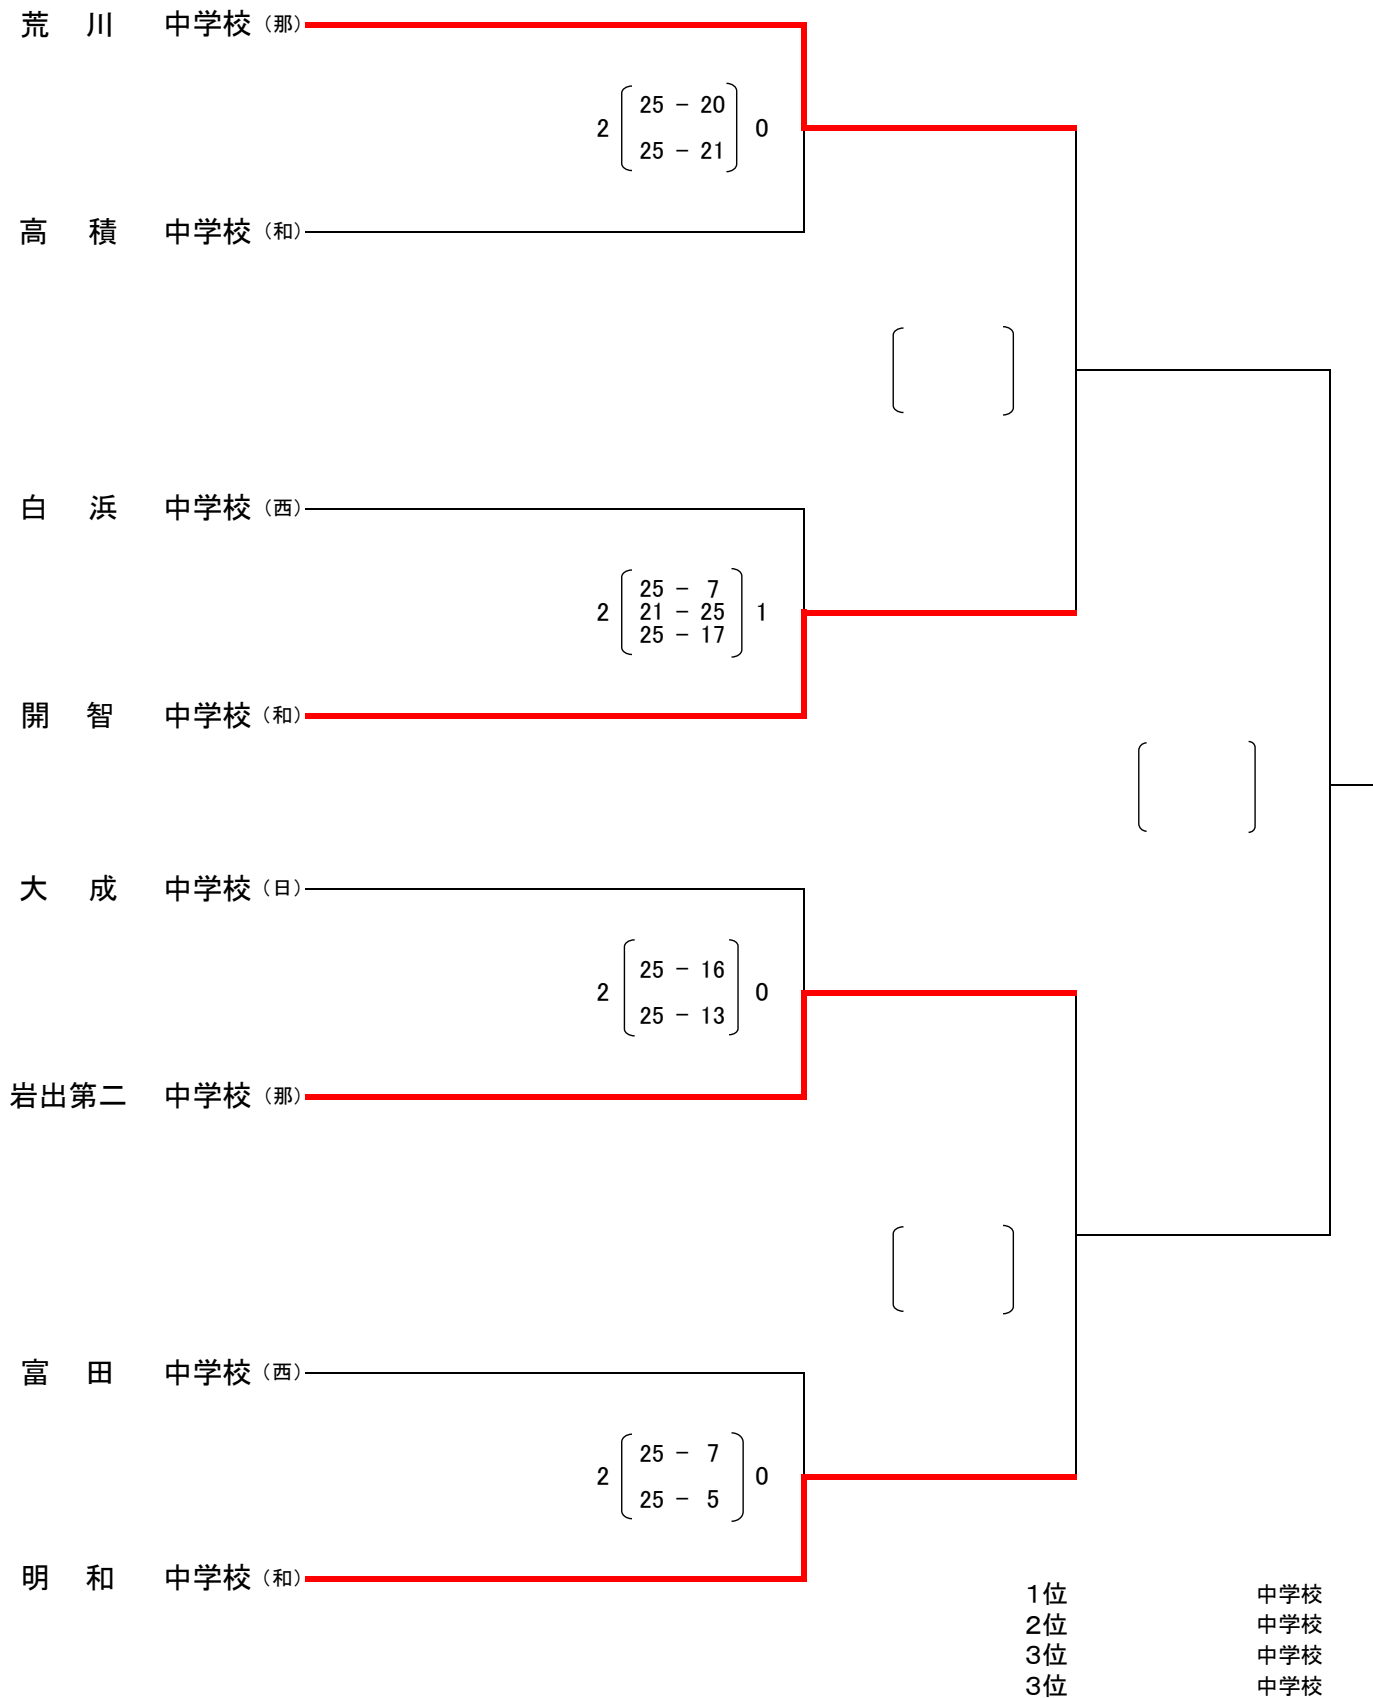 荒 川 中学校（那）
25 － 20
2 0
25 － 21
高 積 中学校（和）
白 浜 中学校（西）
25 － 7
2 21 － 25 1
25 － 17
開 智 中学校（和）
大 成 中学校（日）
25 － 16
2 0
25 － 13
岩出第二 中学校（那）
富 田 中学校（西）
25 － 7
2 0
25 － 5
明 和 中学校（和）
1位 中学校
2位 中学校
3位 中学校
3位 中学校